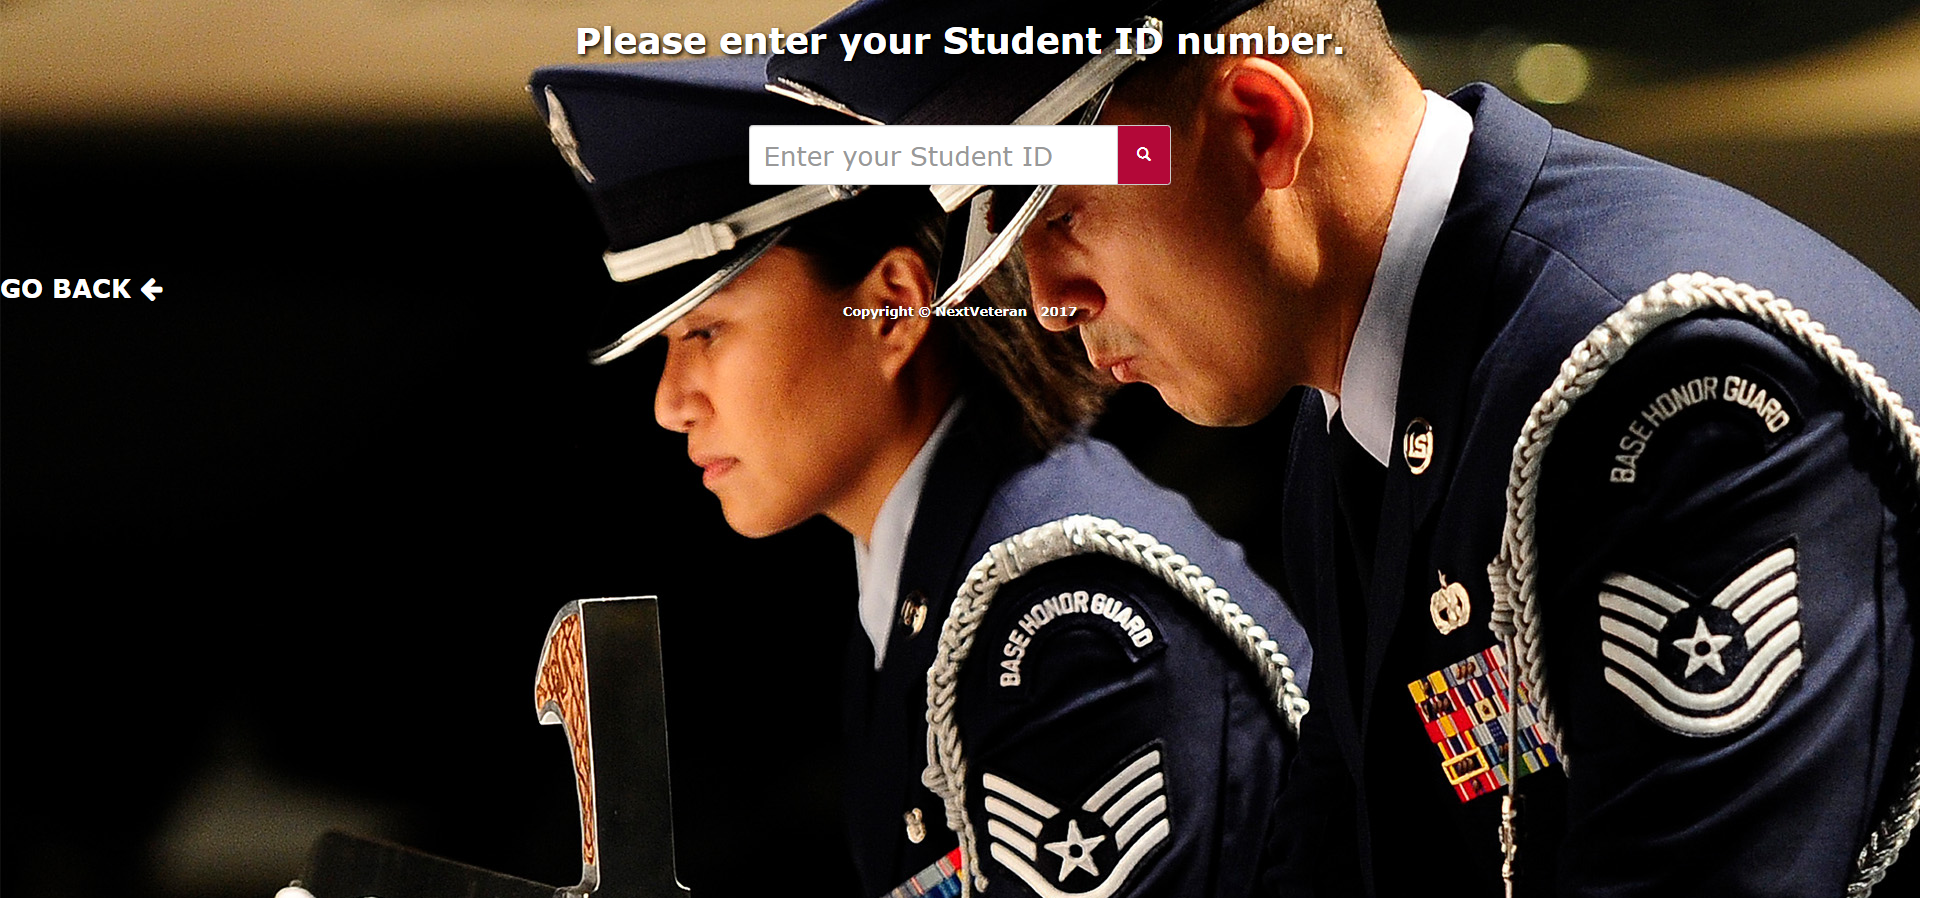 Please enter your Student ID number.
Enter your Student ID
GO BACK
Copyright © NextVeteran 2017
BASE HONOR GUARD
BASE HONOR GUARD
U.S.